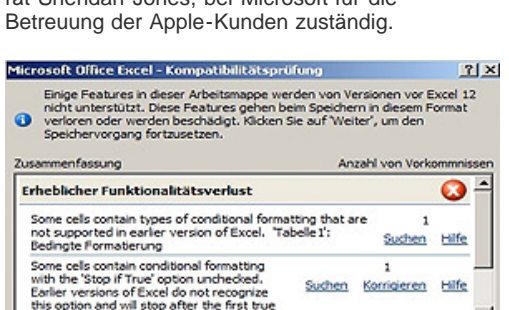 rät Sheridan Jones, bei Microsoft für die
Betreuung der Apple-Kunden zuständig.
Microsoft Office Excel - Kompatibilitätsprüfung
Einige Features in dieser Arbeitsmappe werden von Versionen vor Excel 12
nicht unterstützt. Diese Features gehen beim Speichern in diesem Format
verloren oder werden beschädigt. Klicken Sie auf 'Weiter', um den
Speichervorgang fortzusetzen.
Zusammenfassung Anzahl von Vorkommnissen
Erheblicher Funktionalitätsverlust
Some cells contain types of conditional formatting that are 1
not supported in earlier version of Excel. 'Tabelle1': Suchen Hilfe
Bedingte Formatierung
Some cells contain conditional formatting 1
with the 'Stop if True' option unchecked. Suchen Korrigieren Hilfe
Earlier versions of Excel do not recognize
this option and will stop after the first true